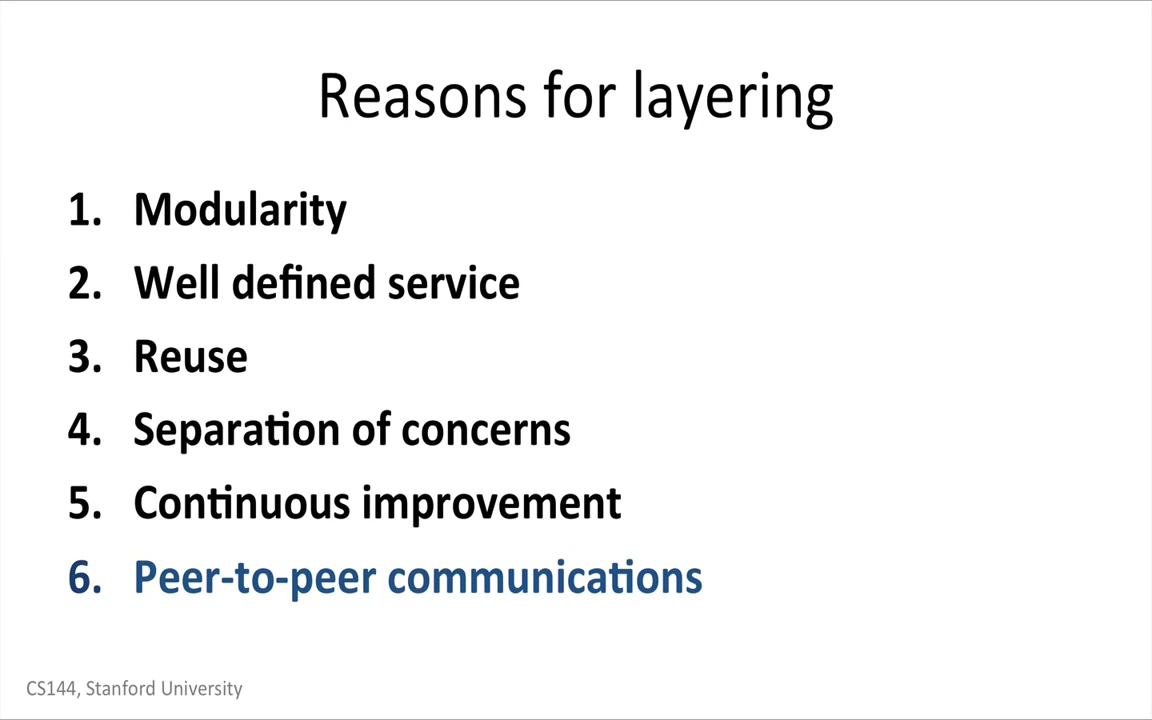 Reasons for layering
1. Modularity
2. Well defined service
3. Reuse
4. Separation of concerns
5. Continuous improvement
6. Peer-to-peer communications
CS144, Stanford University